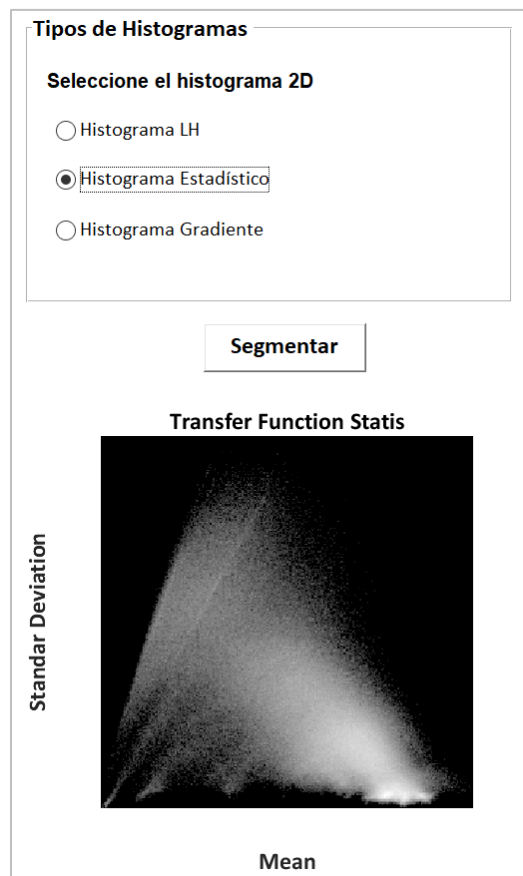 Tipos de Histogramas
Seleccione el histograma 2D
Histograma LH
Histograma Estadístico
Histograma Gradiente
Segmentar
Transfer Function Statis
Standar Deviation
Mean